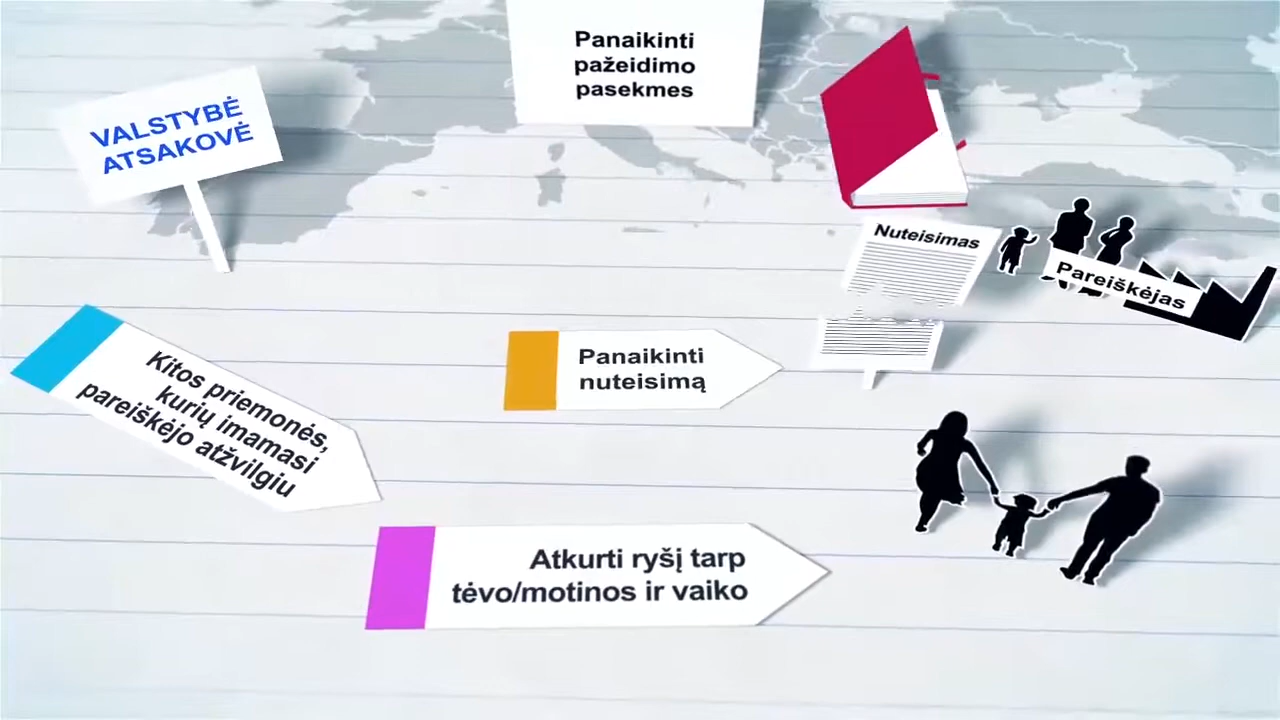 Panaikinti
pažeidimo
pasekmes
VALSTYBĖ
ATSAKOVĖ
Nuteisimas
Pareiškėjas
Kitos priemonės,
kurių imamasi
pareiškėjo atžvilgiu
Panaikinti
nuteisimą
Atkurti ryšį tarp
tėvo/motinos ir vaiko